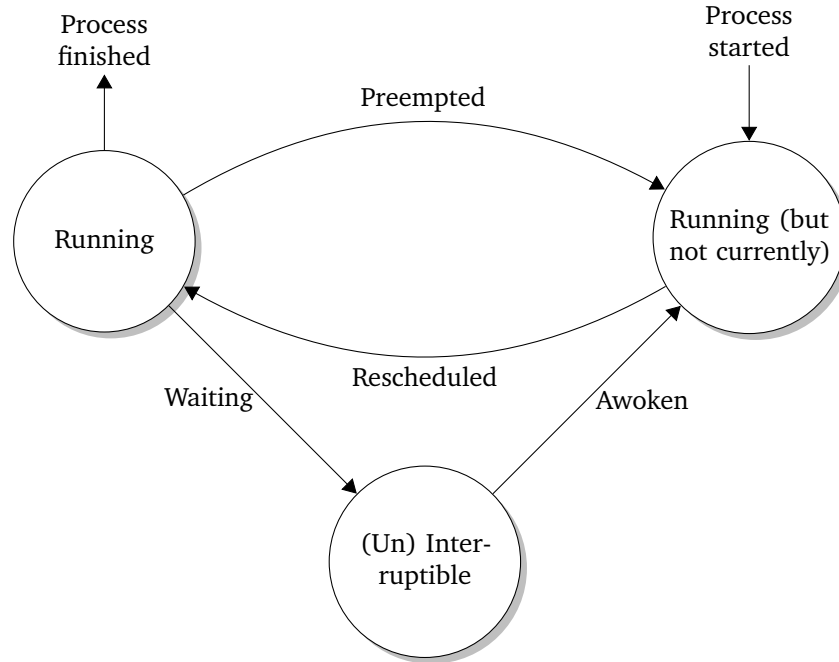 Process
finished
Process
started
Preempted
Running
Running (but
not currently)
Rescheduled
Waiting
Awoken
(Un) Inter-
ruptible